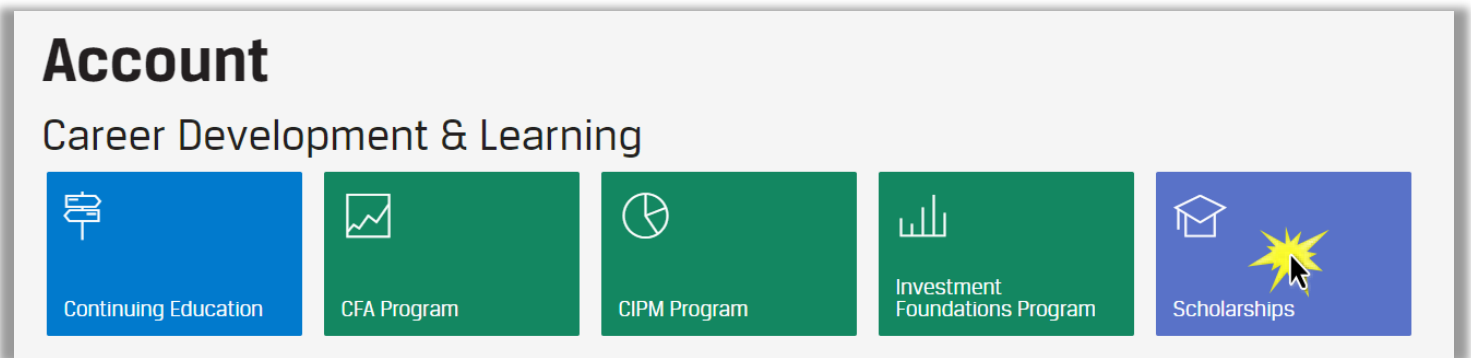 Account
Career Development & Learning
Continuing Education
CFA Program
CIPM Program
Investment
Foundations Program
Scholarships